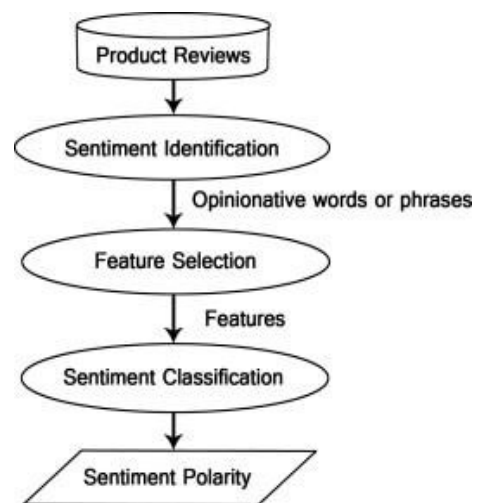 Product Reviews
Sentiment Identification
Opinionative words or phrases
Feature Selection
Features
Sentiment Classification
Sentiment Polarity